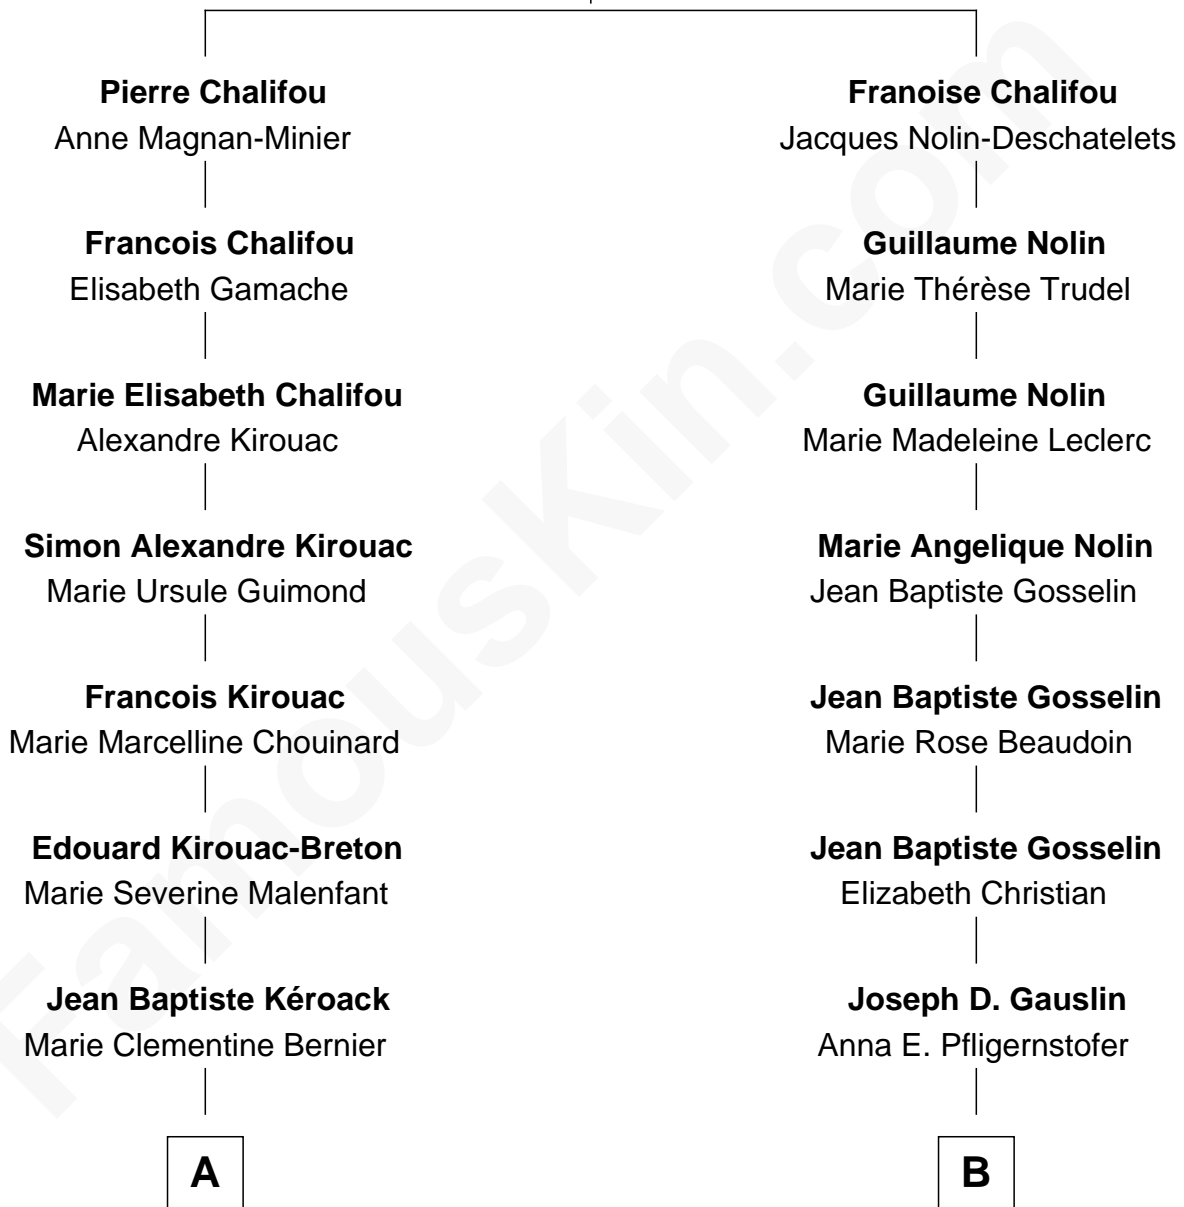 Pierre Chalifou
Anne Magnan-Minier
Francois Chalifou
Elisabeth Gamache
Marie Elisabeth Chalifou
Alexandre Kirouac
Simon Alexandre Kirouac
Marie Ursule Guimond
Francois Kirouac
Marie Marcelline Chouinard
Edouard Kirouac-Breton
Marie Severine Malenfant
Jean Baptiste Kéroack
Marie Clementine Bernier
A
Franoise Chalifou
Jacques Nolin-Deschatelets
Guillaume Nolin
Marie Thérèse Trudel
Guillaume Nolin
Marie Madeleine Leclerc
Marie Angelique Nolin
Jean Baptiste Gosselin
Jean Baptiste Gosselin
Marie Rose Beaudoin
Jean Baptiste Gosselin
Elizabeth Christian
Joseph D. Gauslin
Anna E. Pfligernstofer
B
FamousKin.com